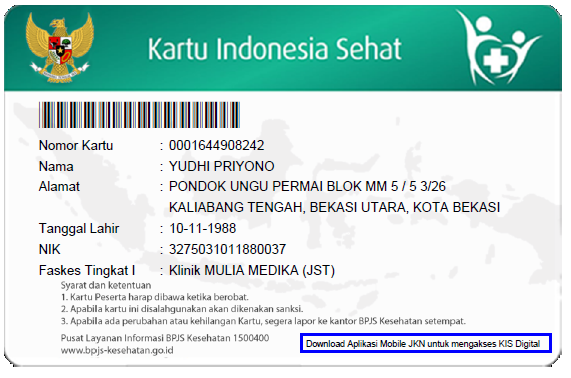 Kartu Indonesia Sehat
Nomor Kartu : 0001644908242
Nama : YUDHI PRIYONO
Alamat : PONDOK UNGU PERMAI BLOK MM 5 / 5 3/26
KALIABANG TENGAH, BEKASI UTARA, KOTA BEKASI
Tanggal Lahir : 10-11-1988
NIK : 3275031011880037
Faskes Tingkat I : Klinik MULIA MEDIKA (JST)
Syarat dan ketentuan
1. Kartu Peserta harap dibawa ketika berobat.
2. Apabila kartu ini disalahgunakan akan dikenakan sanksi.
3. Apabila ada perubahan atau kehilangan Kartu, segera lapor ke kantor BPJS Kesehatan setempat.
Pusat Layanan Informasi BPJS Kesehatan 1500400
www.bpjs-kesehatan.go.id
Download Aplikasi Mobile JKN untuk mengakses KIS Digital